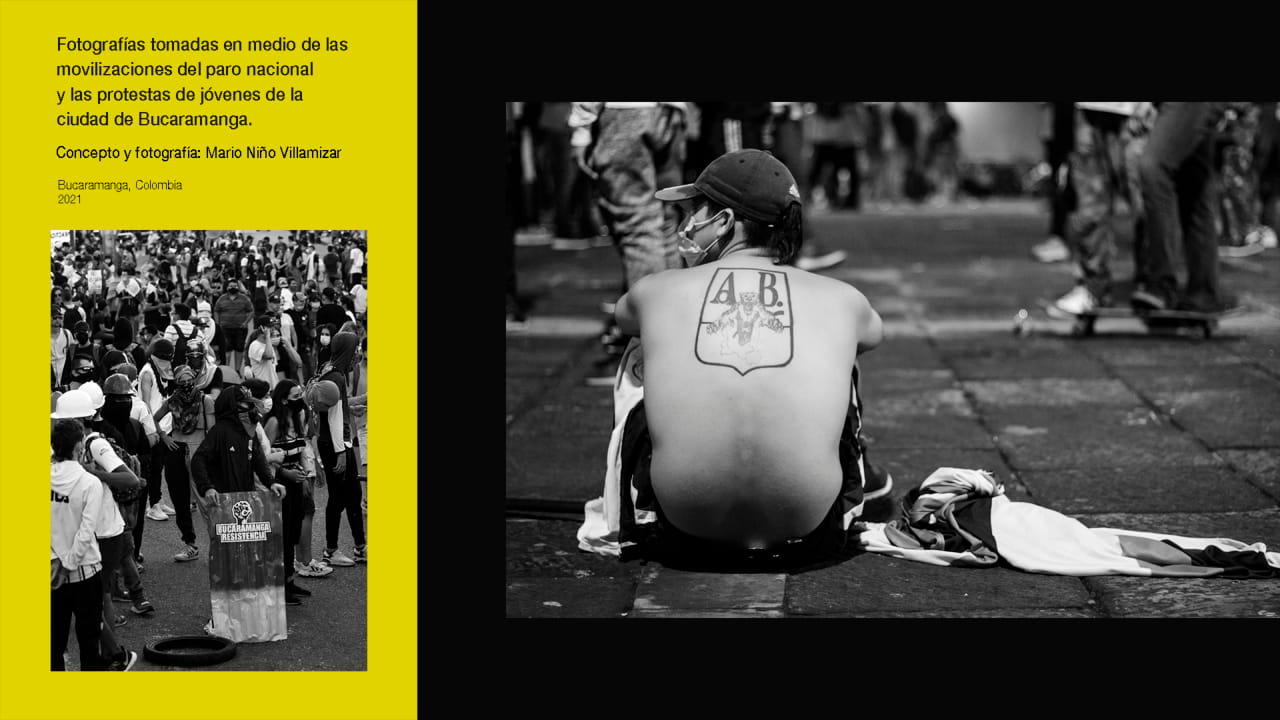 Fotografías tomadas en medio de las
movilizaciones del paro nacional
y las protestas de jóvenes de la
ciudad de Bucaramanga.
Concepto y fotografía: Mario Niño Villamizar
Bucaramanga, Colombia
2021
BUCARAMANGA
RESISTENCIA
A B.